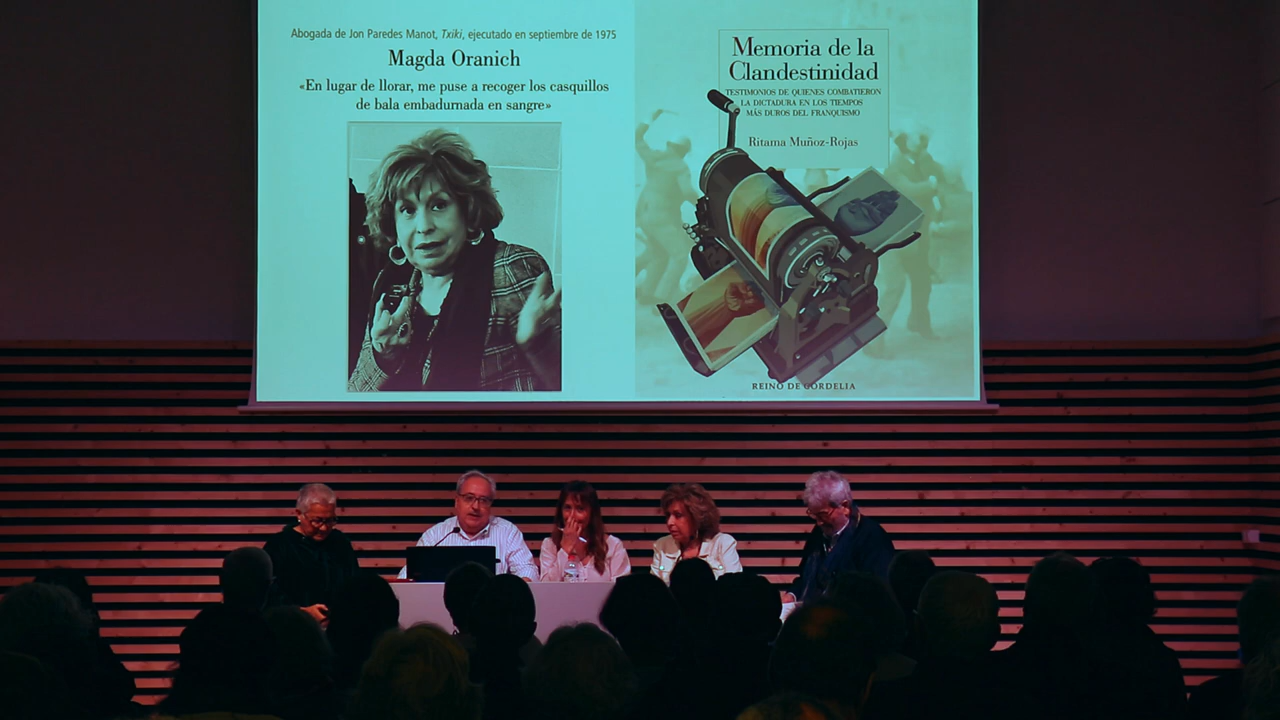 Abogada de Jon Paredes Manot, Txiki, ejecutado en septiembre de 1975
Magda Oranich
«En lugar de llorar, me puse a recoger los casquillos
de bala embadurnada en sangre»
Memoria de la
Clandestinidad
TESTIMONIOS DE QUIENES COMBATIERON
LA DICTADURA EN LOS TIEMPOS
MÁS DUROS DEL FRANQUISMO
Ritama Muñoz-Rojas
REINO DE CORDELIA